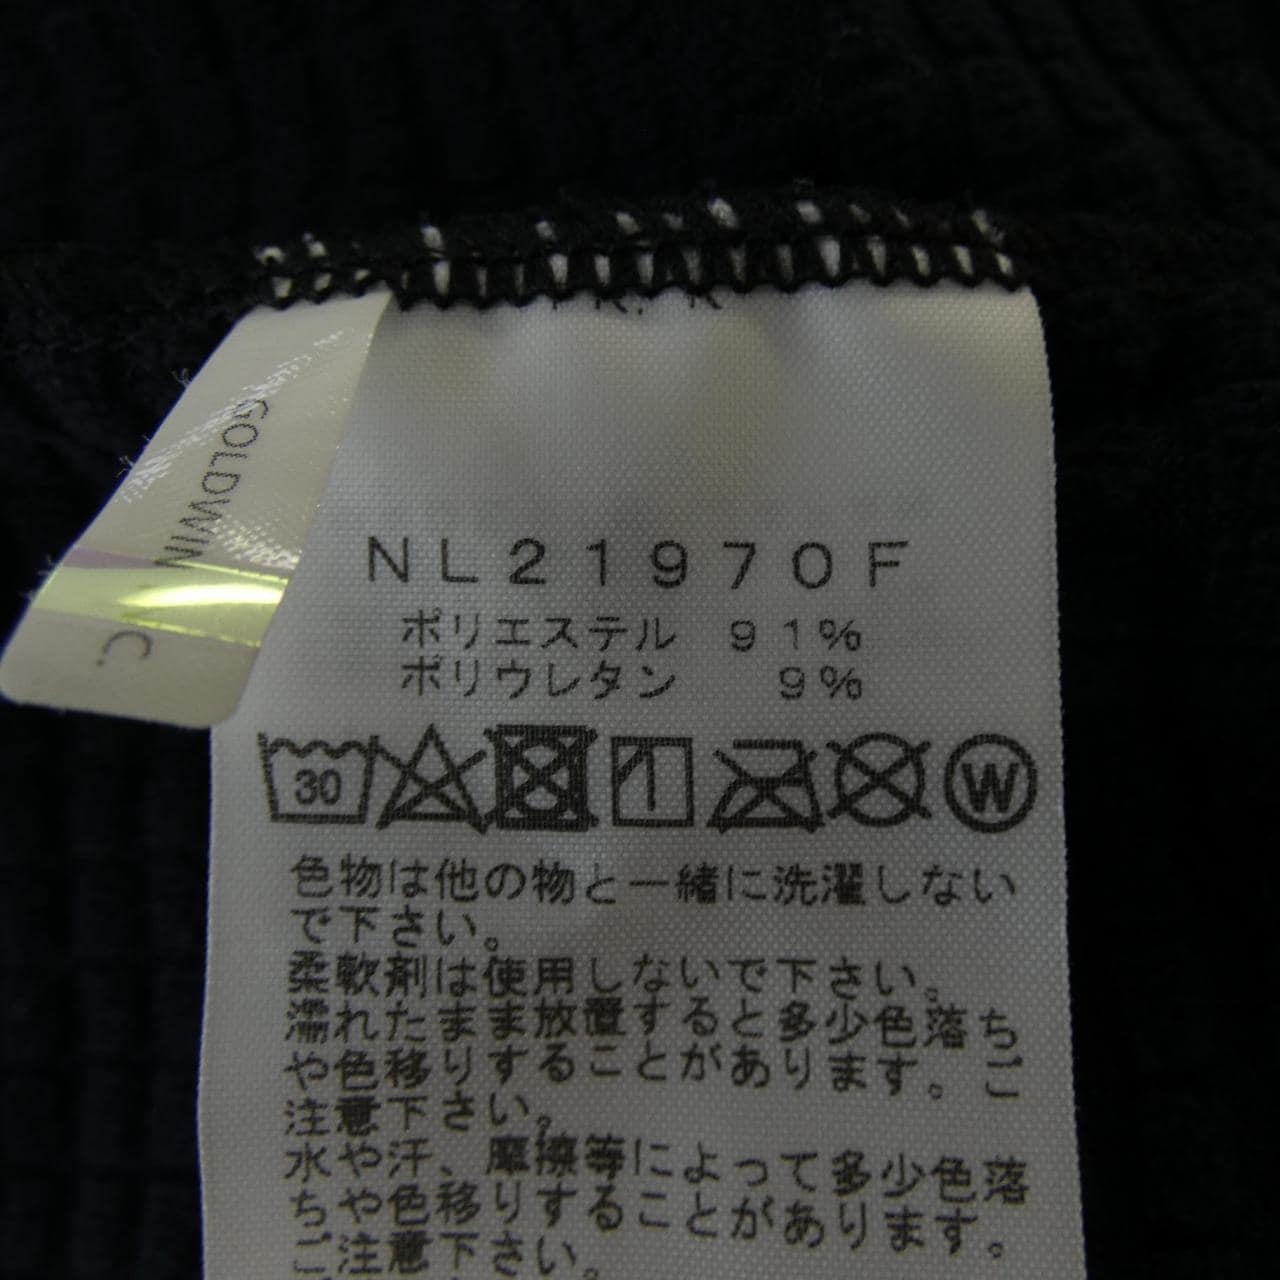 GOLDWIN
C.
NL21970F
ポリエステル 91%
ポリウレタン 9%
30
W
色物は他の物と一緒に洗濯しない
で下さい。
柔軟剤は使用しないで下さい。
濡れたまま放置すると多少色落ち
や色移りすることがあります。ご
注意下さい。
水や汗、摩擦等によって多少色落
ちや色移りすることがあります。
ご注意下さい。